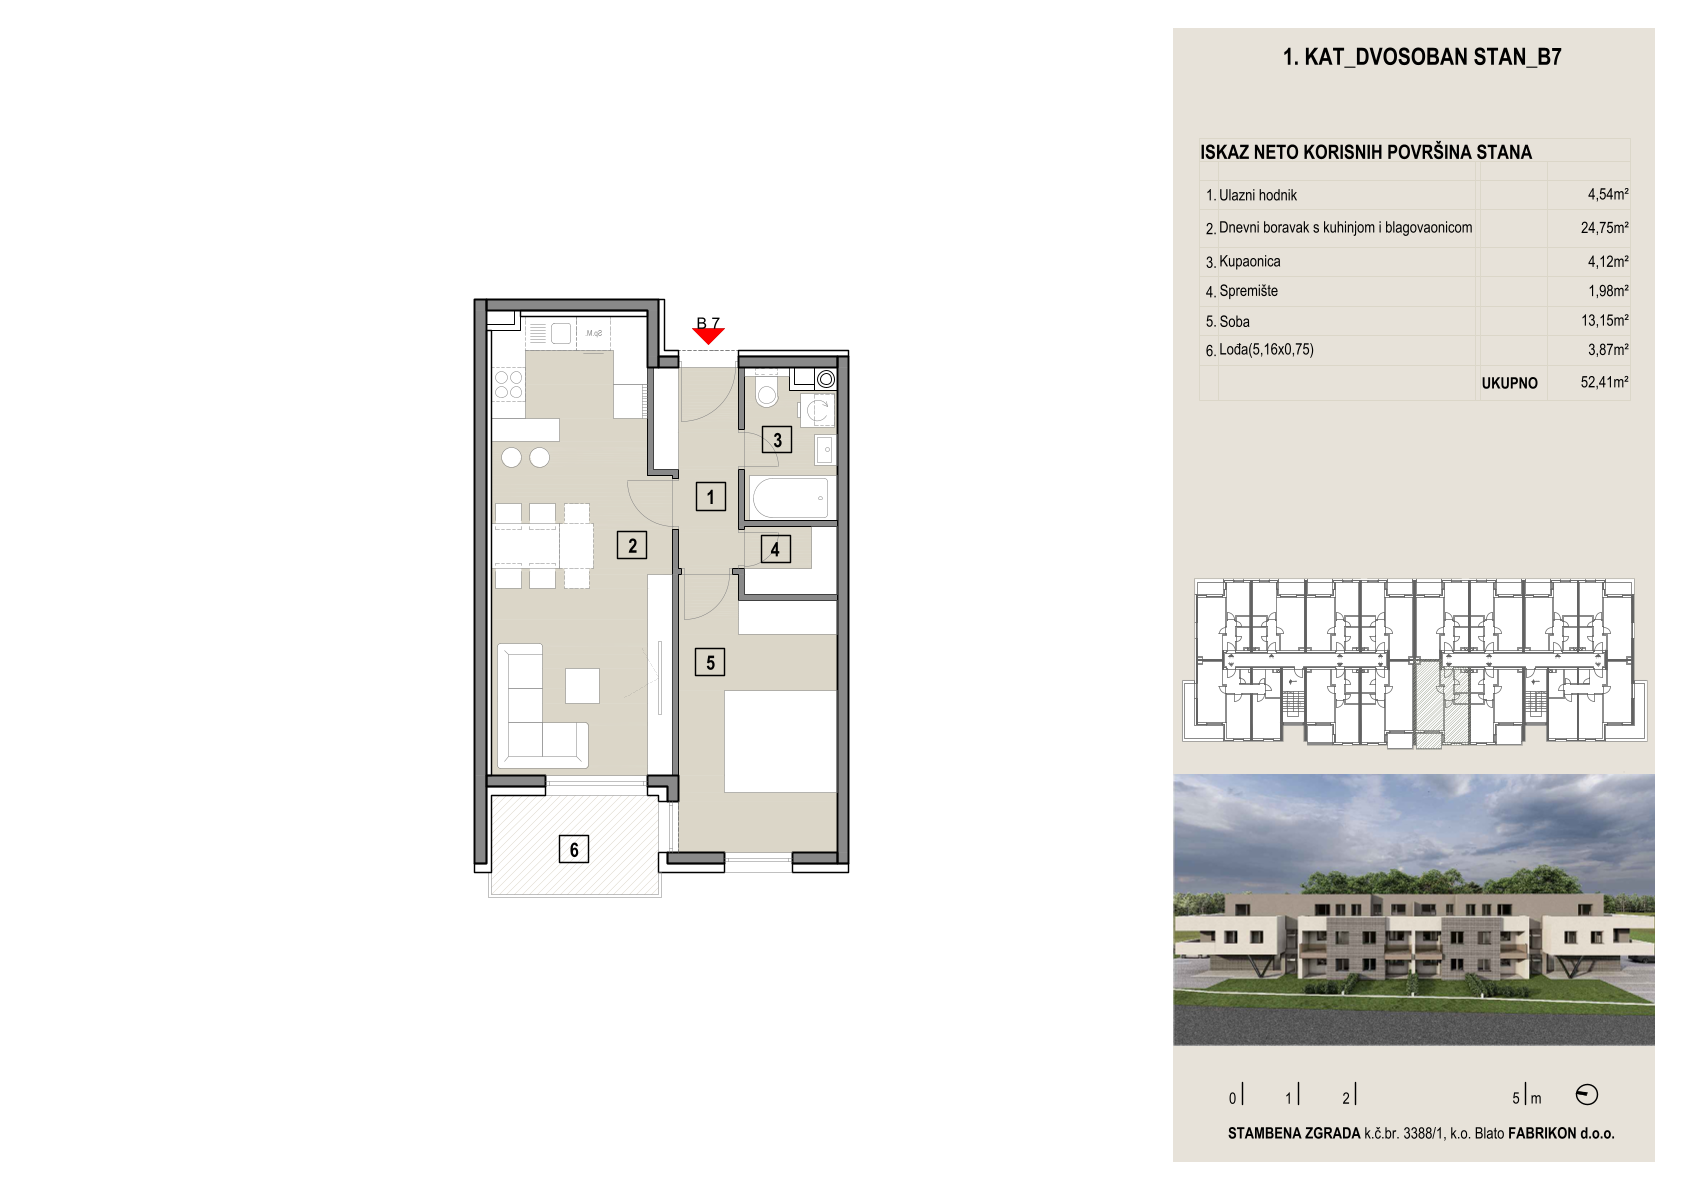 1. KAT_DVOSOBAN STAN_B7
ISKAZ NETO KORISNIH POVRŠINA STANA
1. Ulazni hodnik 4,54m²
2. Dnevni boravak s kuhinjom i blagovaonicom 24,75m²
3. Kupaonica 4,12m²
4. Spremište 1,98m²
5. Soba 13,15m²
6. Lođa(5,16x0,75) 3,87m²
UKUPNO 52,41m²
B 7
Sp.M.
3
1
2
4
5
6
0 1 2 5 m
STAMBENA ZGRADA k.č.br. 3388/1, k.o. Blato FABRIKON d.o.o.